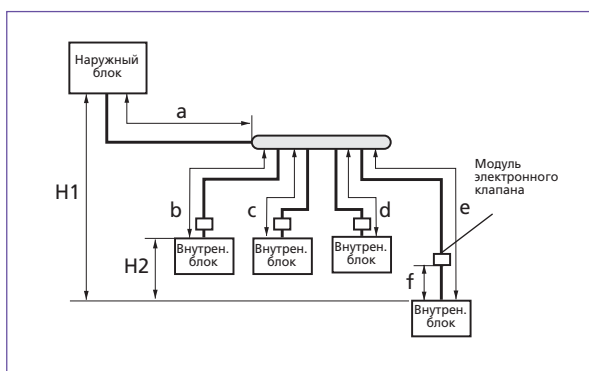 Наружный
блок
a
H1
Модуль
электронного
клапана
b
c
d
e
H2
Внутрен.
блок
Внутрен.
блок
Внутрен.
блок
f
Внутрен.
блок